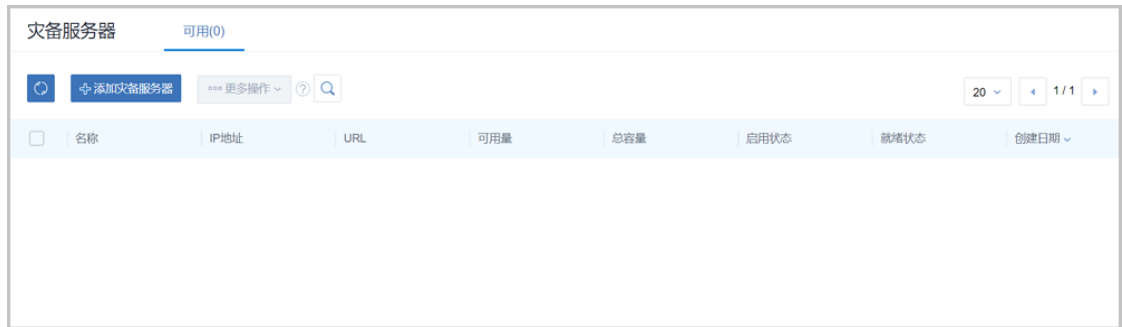 灾备服务器 可用(0)
添加灾备服务器 更多操作 ? 20 1 / 1
名称 IP地址 URL 可用量 总容量 启用状态 就绪状态 创建日期